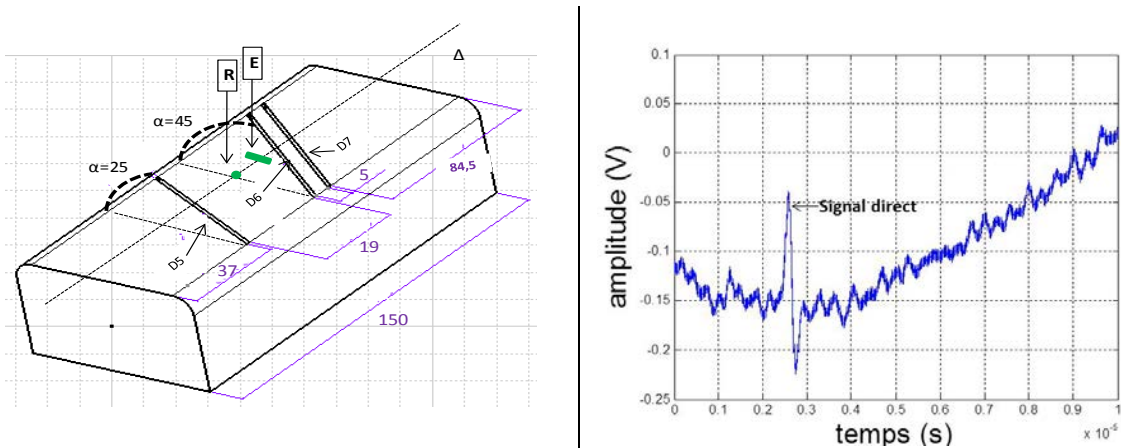 R
E
Δ
α=45
α=25
D7
D6
D5
5
84,5
19
37
150
0.1
0.05
0
-0.05
-0.1
-0.15
-0.2
-0.25
amplitude (V)
Signal direct
0 0.1 0.2 0.3 0.4 0.5 0.6 0.7 0.8 0.9 1
temps (s)
x 10⁻⁵